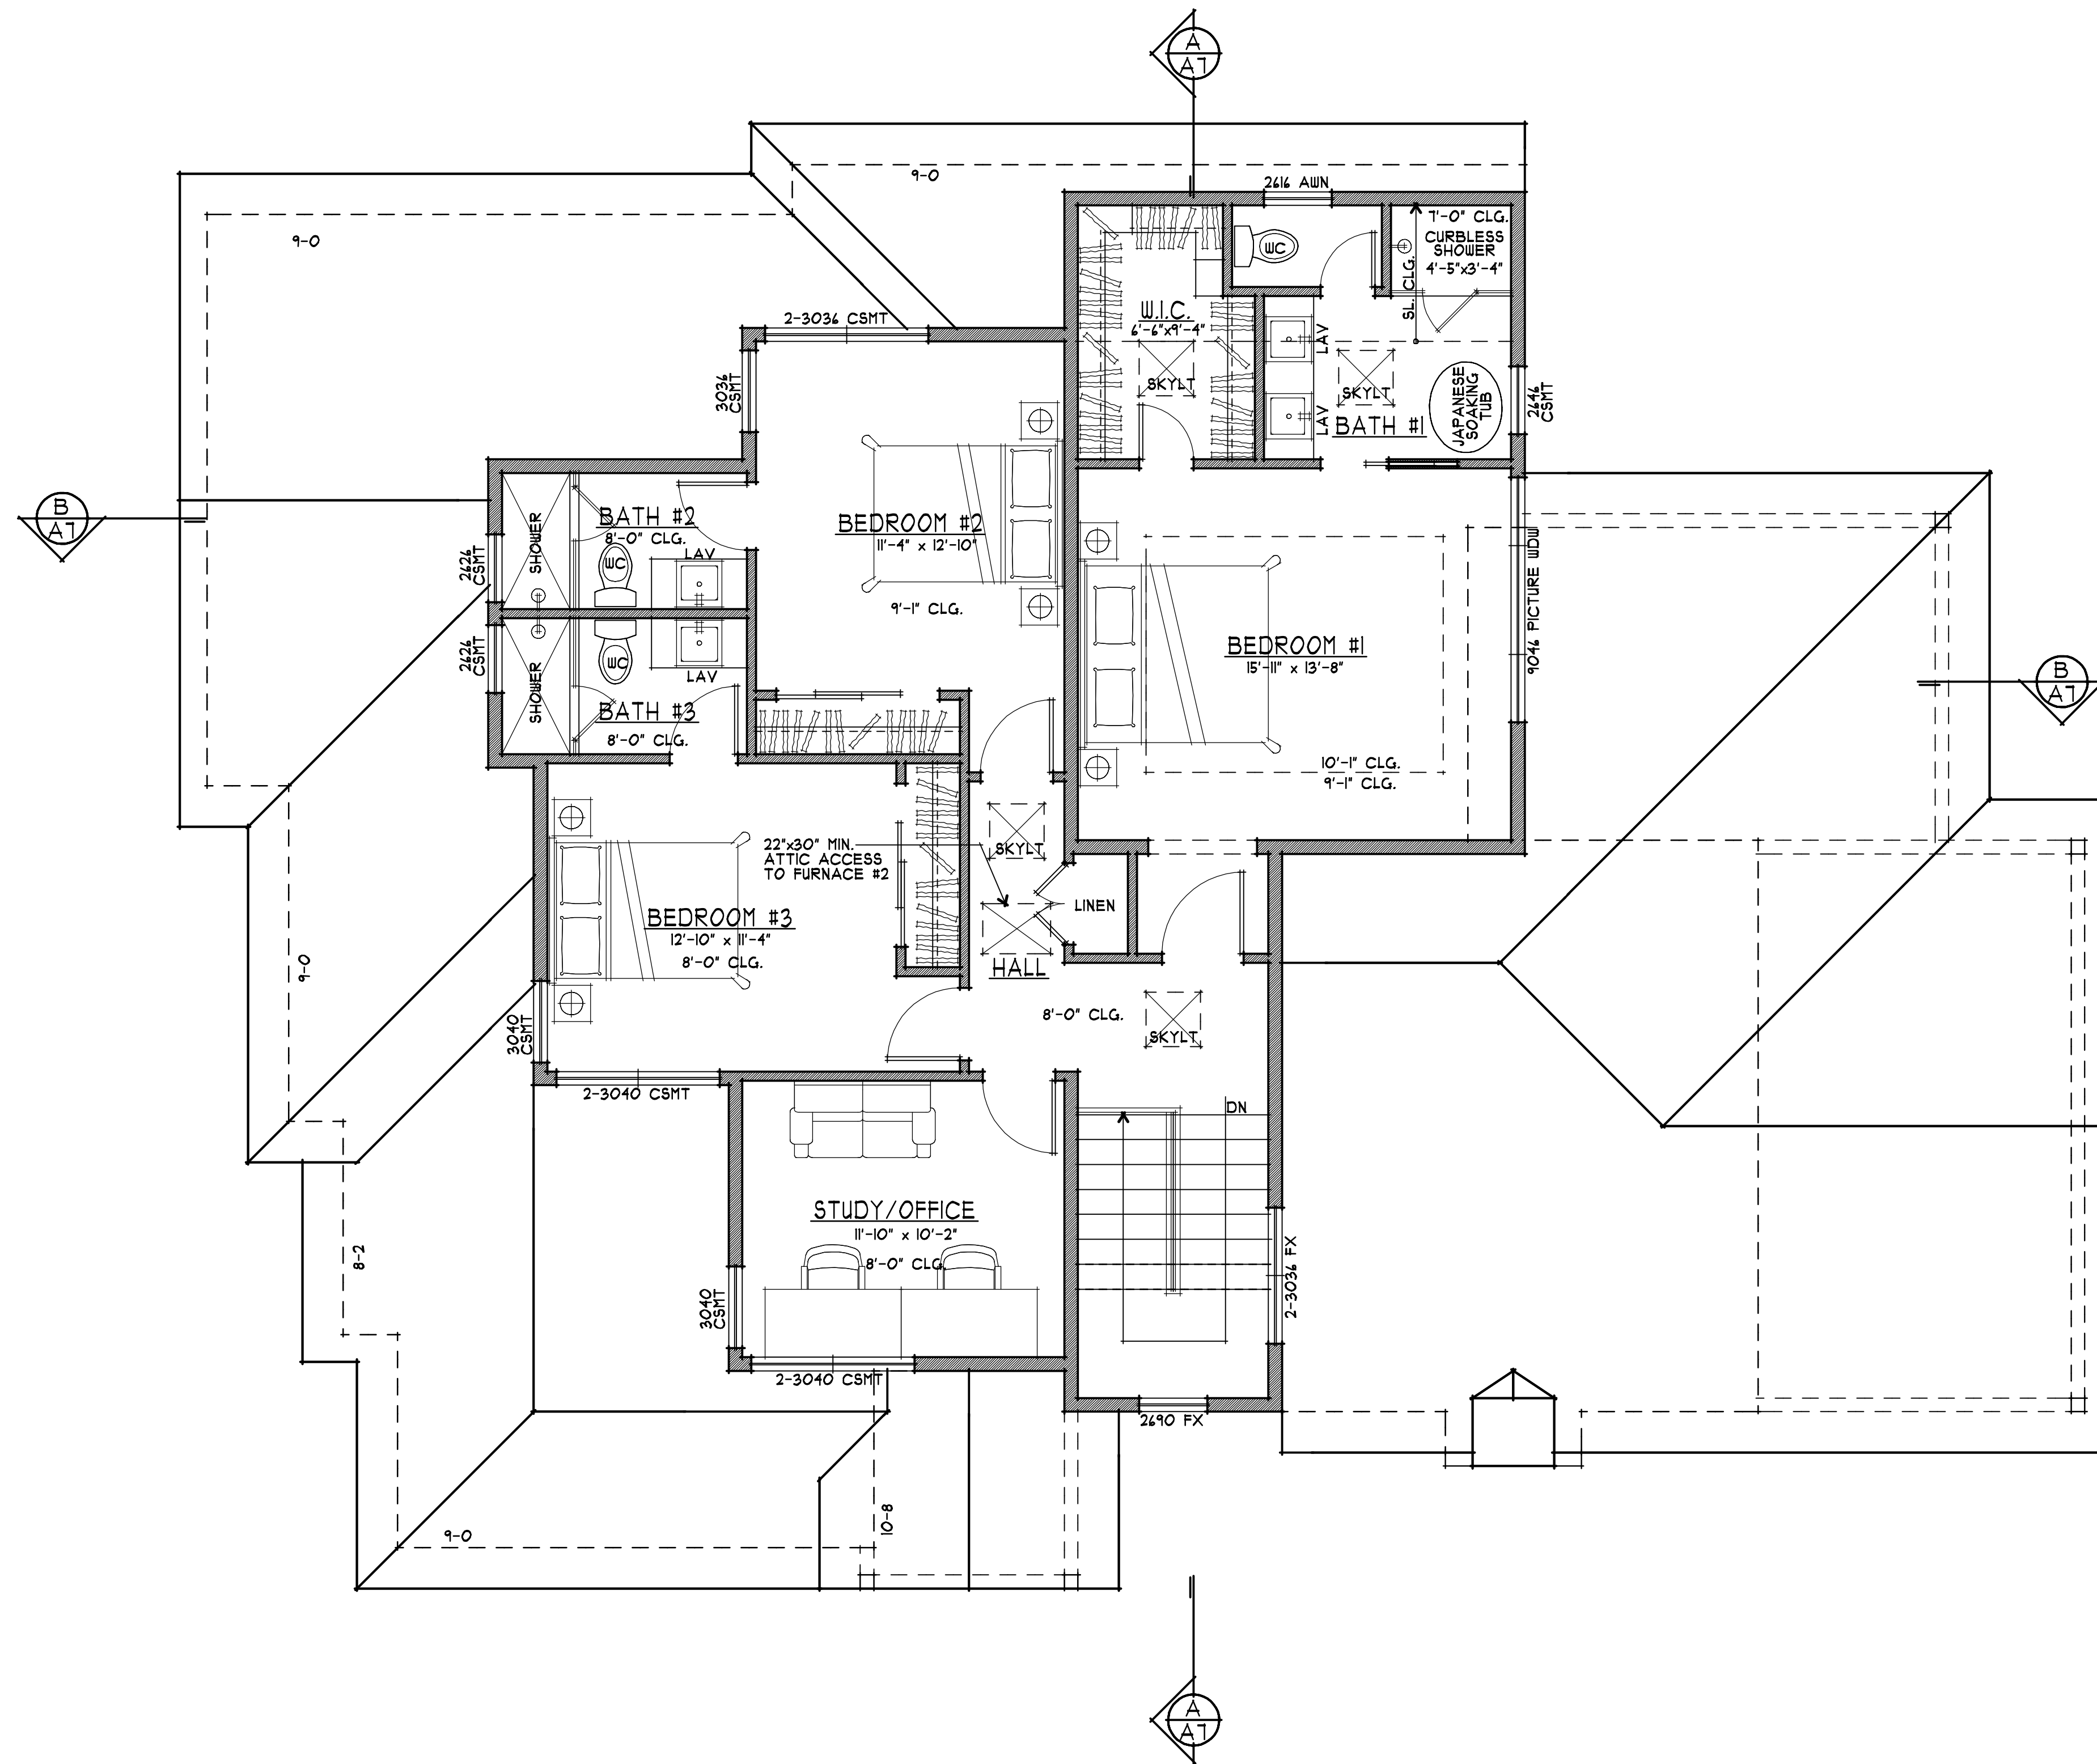 A
A7
9-0
2616 AWN
9-0
7'-0" CLG.
CURBLESS
SHOWER
4'-5"x3'-4"
WC
SL. CLG.
W.I.C.
6'-6"x9'-4"
2-3036 CSMT
LAV
SKYLT
SKYLT
3036
CSMT
JAPANESE
SOAKING
TUB
2646
CSMT
LAV
BATH #1
B
A7
BATH #2
8'-0" CLG.
BEDROOM #2
11'-4" x 12'-10"
SHOWER
LAV
WC
2626
CSMT
9'-1" CLG.
9046 PICTURE WDW
BEDROOM #1
15'-11" x 13'-8"
2626
CSMT
WC
LAV
SHOWER
B
A7
BATH #3
8'-0" CLG.
10'-1" CLG.
9'-1" CLG.
22"x30" MIN.
ATTIC ACCESS
TO FURNACE #2
SKYLT
LINEN
BEDROOM #3
12'-10" x 11'-4"
8'-0" CLG.
HALL
9-0
8'-0" CLG.
SKYLT
3040
CSMT
2-3040 CSMT
DN
STUDY/OFFICE
11'-10" x 10'-2"
8'-0" CLG.
8-2
2-3036 FX
3040
CSMT
2-3040 CSMT
2690 FX
10-8
9-0
A
A7